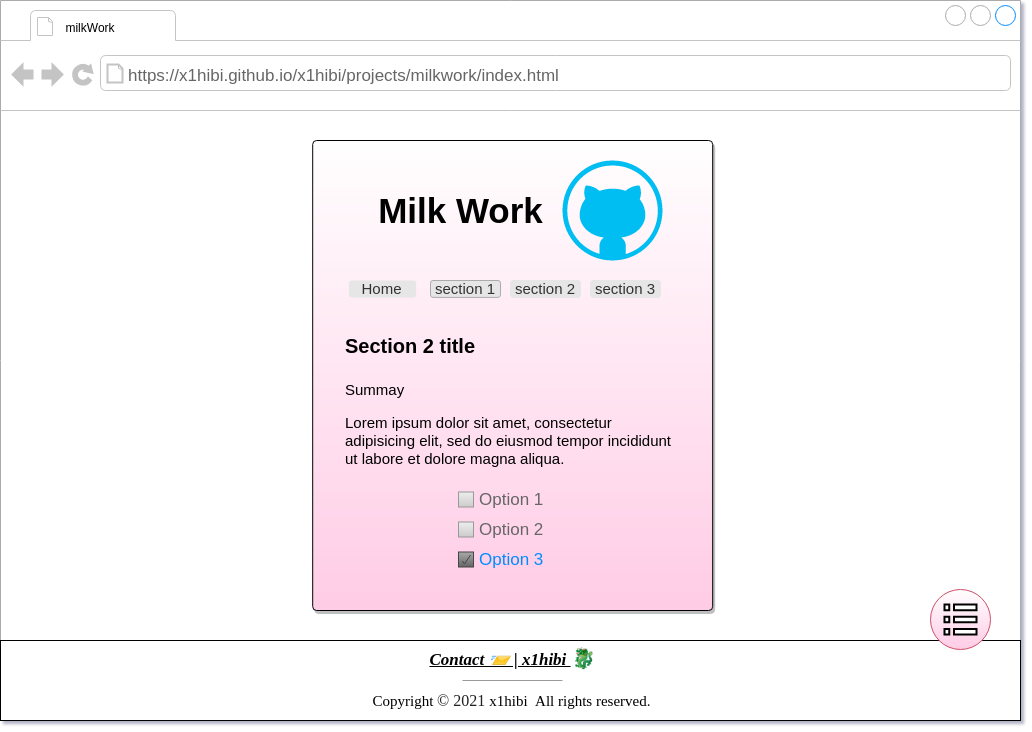 milkWork
https://x1hibi.github.io/x1hibi/projects/milkwork/index.html
Milk Work
Home section 1 section 2 section 3
Section 2 title
Summay
Lorem ipsum dolor sit amet, consectetur
adipisicing elit, sed do eiusmod tempor incididunt
ut labore et dolore magna aliqua.
Option 1
Option 2
Option 3
Contact 📨 | x1hibi 🐉
Copyright © 2021 x1hibi  All rights reserved.